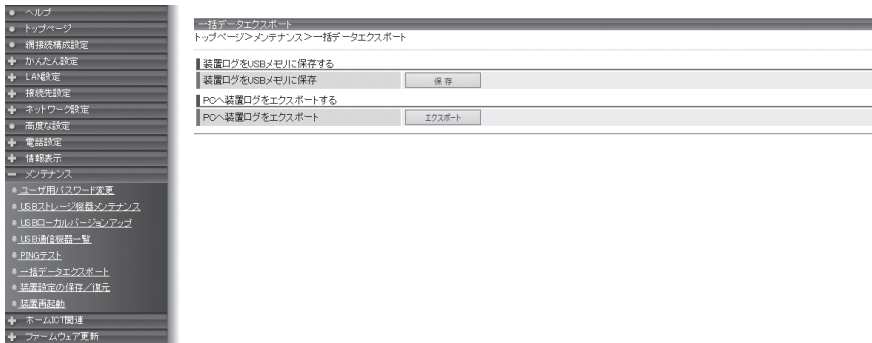 ヘルプ
トップページ
網接続構成設定
かんたん設定
LAN設定
接続先設定
ネットワーク設定
高度な設定
電話設定
情報表示
メンテナンス
ユーザ用パスワード変更
USBストレージ機器メンテナンス
USBローカルバージョンアップ
USB通信機器一覧
PINGテスト
一括データエクスポート
装置設定の保存／復元
装置再起動
ホームICT関連
ファームウェア更新
一括データエクスポート
トップページ＞メンテナンス＞一括データエクスポート
装置ログをUSBメモリに保存する
装置ログをUSBメモリに保存 保存
PCへ装置ログをエクスポートする
PCへ装置ログをエクスポート エクスポート